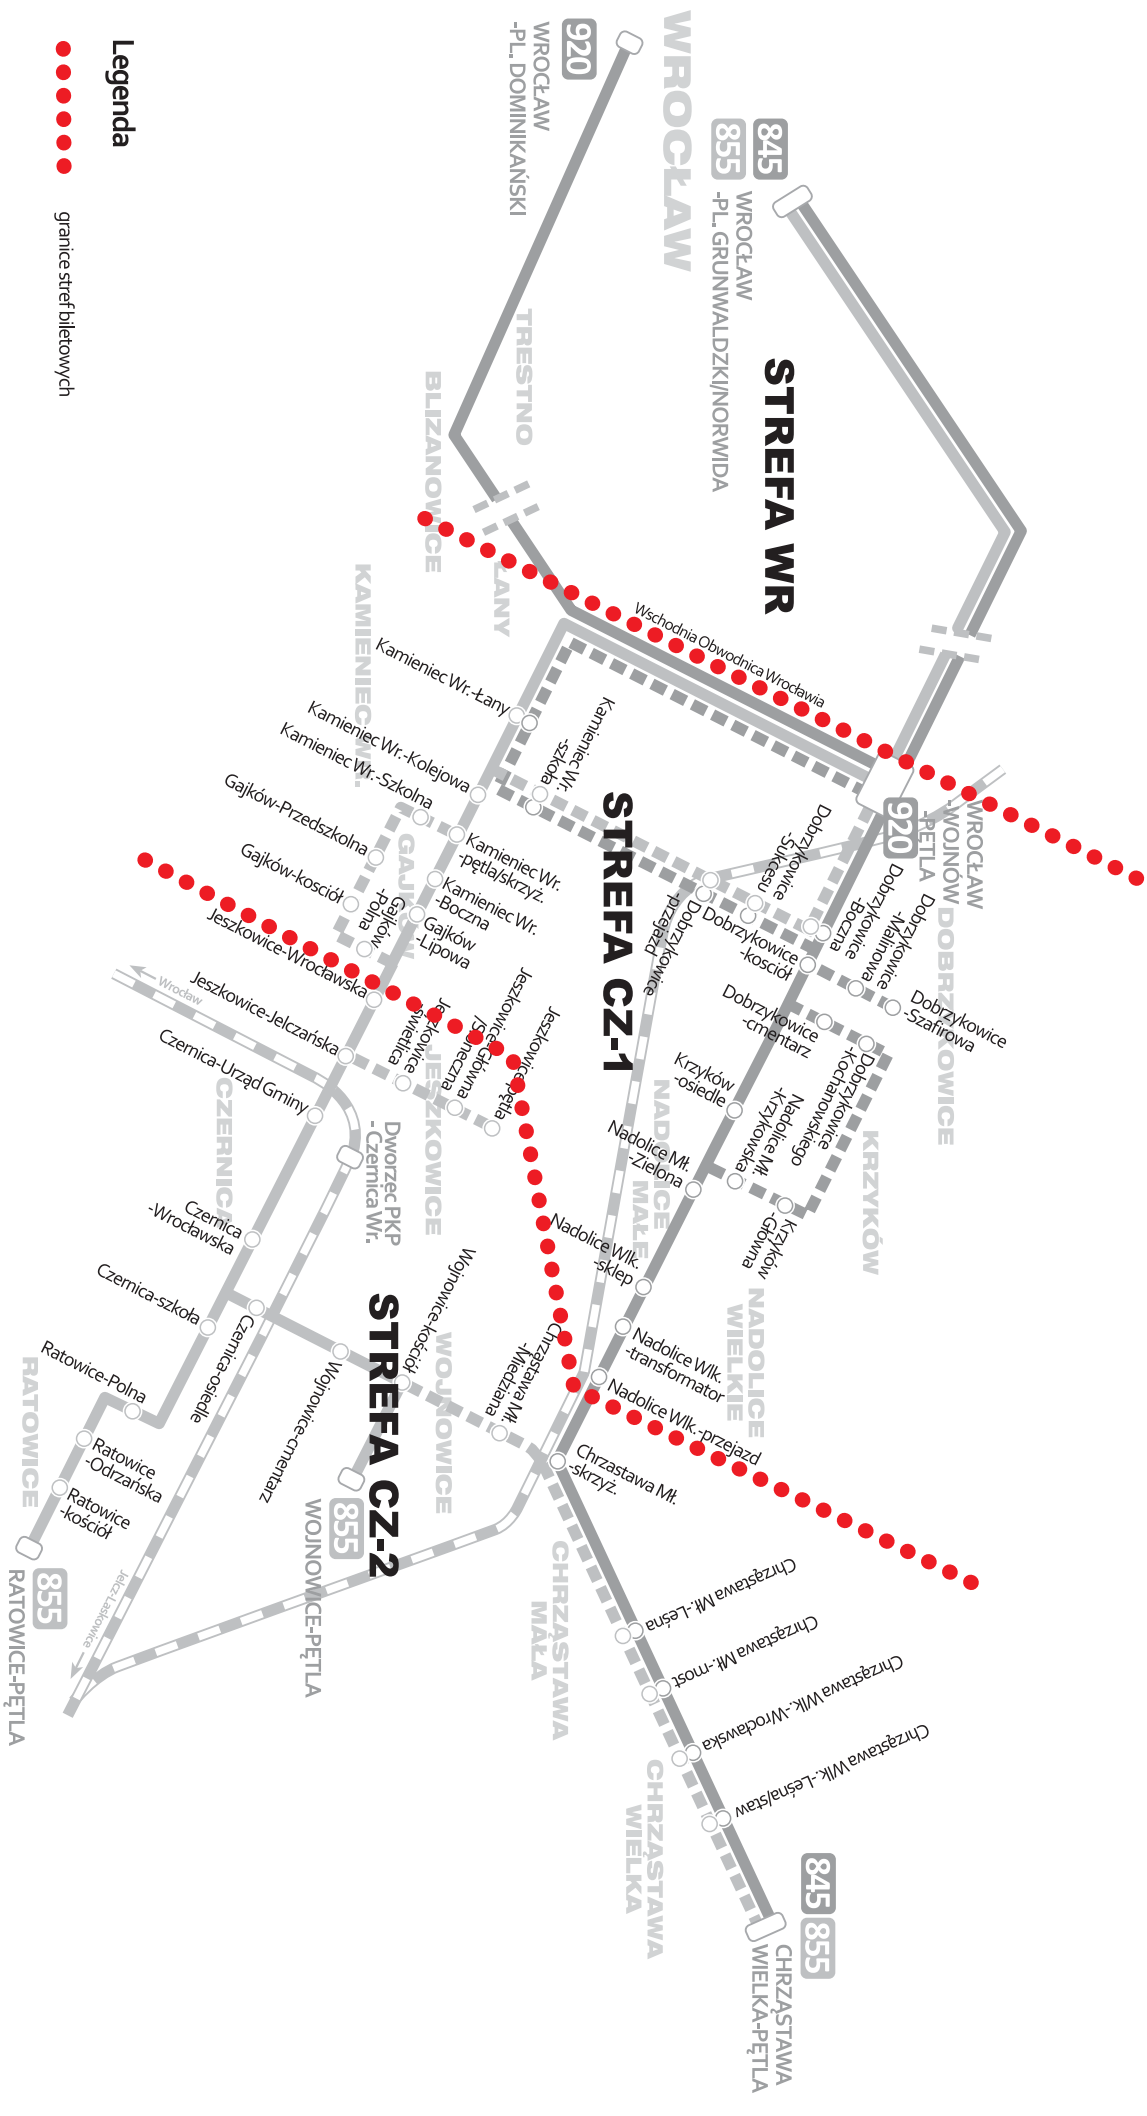 WROCŁAW
920
WROCŁAW
-PL. DOMINIKAŃSKI
845
855
WROCŁAW
-PL. GRUNWALDZKI/NORWIDA
Legenda
granice stref biletowych
STREFA WR
TRESTNO
BLIZANOWICE
ŁANY
KAMIENIEC WR.
Wschodnia Obwodnica Wrocławia
WROCŁAW
-WOJNÓW
-PĘTLA
920
STREFA CZ-1
Kamieniec Wr.-Łany
Kamieniec Wr.
-szkoła
Kamieniec Wr.-Kolejowa
Kamieniec Wr.-Szkolna
Kamieniec Wr.
-pętla/skrzyż.
Kamieniec Wr.
-Boczna
GAJKÓW
Gajków-Przedszkolna
Gajków-kosciół
Gajków
-Polna
Gajków
-Lipowa
Dobrzykowice
-Sukcesu
Dobrzykowice
-Boczna
Dobrzykowice
-Malinowa
Dobrzykowice
-Szafirowa
DOBRZYKOWICE
Dobrzykowice
-przejazd
Dobrzykowice
-kosciół
Dobrzykowice
-cmentarz
Dobrzykowice
-Kochanowskiego
Krzyków
-osiedle
KRZYKÓW
Nadolice Mł.
-Krzykowska
Krzyków
-Główna
Nadolice Mł.
-Zielona
NADOLICE
MAŁE
Nadolice Wlk.
-sklep
NADOLICE
WIELKIE
Nadolice Wlk.
-transformator
Nadolice Wlk.-przejazd
Jeszkowice-Wrocławska
Jeszkowice-Jelczańska
Jeszkowice
-świetlica
Jeszkowice-Główna
/Słoneczna
Jeszkowice-pętla
JESZKOWICE
Wrocław
Czernica-Urząd Gminy
CZERNICA
Dworzec PKP
- Czernica Wr.
Czernica
-Wrocławska
Czernica-szkoła
Czernica-osiedle
STREFA CZ-2
Wojnowice-kościół
Wojnowice-cmentarz
WOJNOWICE
855
WOJNOWICE-PĘTLA
Ratowice-Polna
Ratowice
-Odrzańska
Ratowice
-kościół
RATOWICE
855
RATOWICE-PĘTLA
Jelcz-Laskowice
Chrząstawa Mł.
-Miedziana
Chrzastawa Mł.
-skrzyż.
CHRZĄSTAWA
MAŁA
Chrząstawa Mł.-Leśna
Chrząstawa Mł.-most
Chrząstawa Wlk.-Wrocławska
Chrząstawa Wlk.-Leśna/staw
CHRZĄSTAWA
WIELKA
845
855
CHRZĄSTAWA
WIELKA-PĘTLA